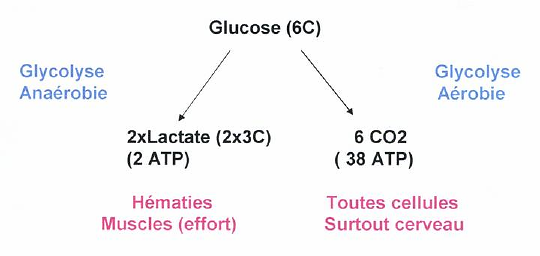 Glucose (6C)
Glycolyse
Anaérobie
Glycolyse
Aérobie
2xLactate (2x3C)
(2 ATP)
6 CO2
( 38 ATP)
Hématies
Muscles (effort)
Toutes cellules
Surtout cerveau